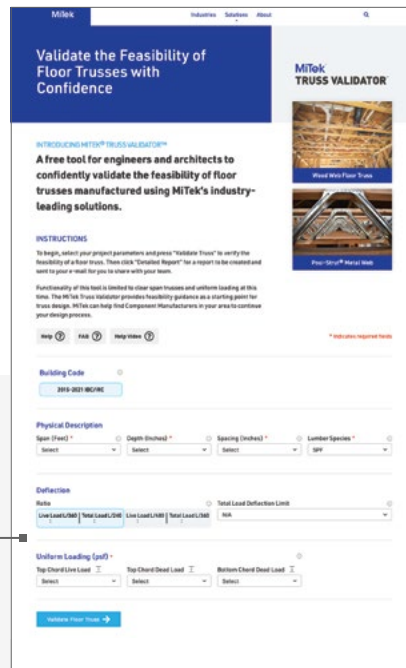 MiTek
Industries Solutions About
Validate the Feasibility of
Floor Trusses with
Confidence
MiTek
TRUSS VALIDATOR
Wood Web Floor Truss
Posi-Strut® Metal Web
INTRODUCING MITEK® TRUSS VALIDATOR™
A free tool for engineers and architects to
confidently validate the feasibility of floor
trusses manufactured using MiTek's industry-
leading solutions.
INSTRUCTIONS
To begin, select your project parameters and press "Validate Truss" to verify the
feasibility of a floor truss. Then click "Detailed Report" for a report to be created and
sent to your e-mail for you to share with your team.
Functionality of this tool is limited to clear span trusses and uniform loading at this
time. The MiTek Truss Validator provides feasibility guidance as a starting point for
truss design. MiTek can help find Component Manufacturers in your area to continue
your design process.
Help ? FAQ ? Help Video ?
* Indicates required fields
Building Code
2015-2021 IBC/IRC
Physical Description
Span (Feet) * Depth (Inches) * Spacing (Inches) * Lumber Species *
Select Select Select SPF
Deflection
Ratio Total Load Deflection Limit
Live Load L/360 | Total Load L/240 Live Load L/480 | Total Load L/360 N/A
Uniform Loading (psf) *
Top Chord Live Load Top Chord Dead Load Bottom Chord Dead Load
Select Select Select
Validate Floor Truss